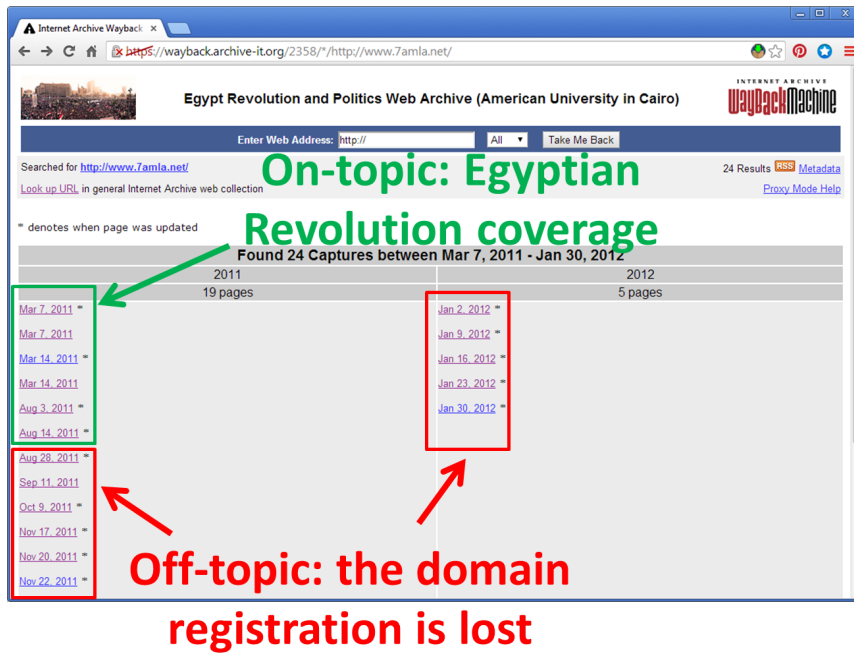 Internet Archive Wayback ×
https://wayback.archive-it.org/2358/*/http://www.7amla.net/
Egypt Revolution and Politics Web Archive (American University in Cairo)
INTERNET ARCHIVE
WayBackMachine
Enter Web Address: http:// All Take Me Back
Searched for http://www.7amla.net/
24 Results RSS Metadata
Look up URL in general Internet Archive web collection
Proxy Mode Help
On-topic: Egyptian
Revolution coverage
* denotes when page was updated
Found 24 Captures between Mar 7, 2011 - Jan 30, 2012
2011 2012
19 pages 5 pages
Mar 7, 2011 *
Mar 7, 2011
Mar 14, 2011 *
Mar 14, 2011
Aug 3, 2011 *
Aug 14, 2011 *
Aug 28, 2011 *
Sep 11, 2011
Oct 9, 2011 *
Nov 17, 2011 *
Nov 20, 2011 *
Nov 22, 2011 *
Jan 2, 2012 *
Jan 9, 2012 *
Jan 16, 2012 *
Jan 23, 2012 *
Jan 30, 2012 *
Off-topic: the domain
registration is lost